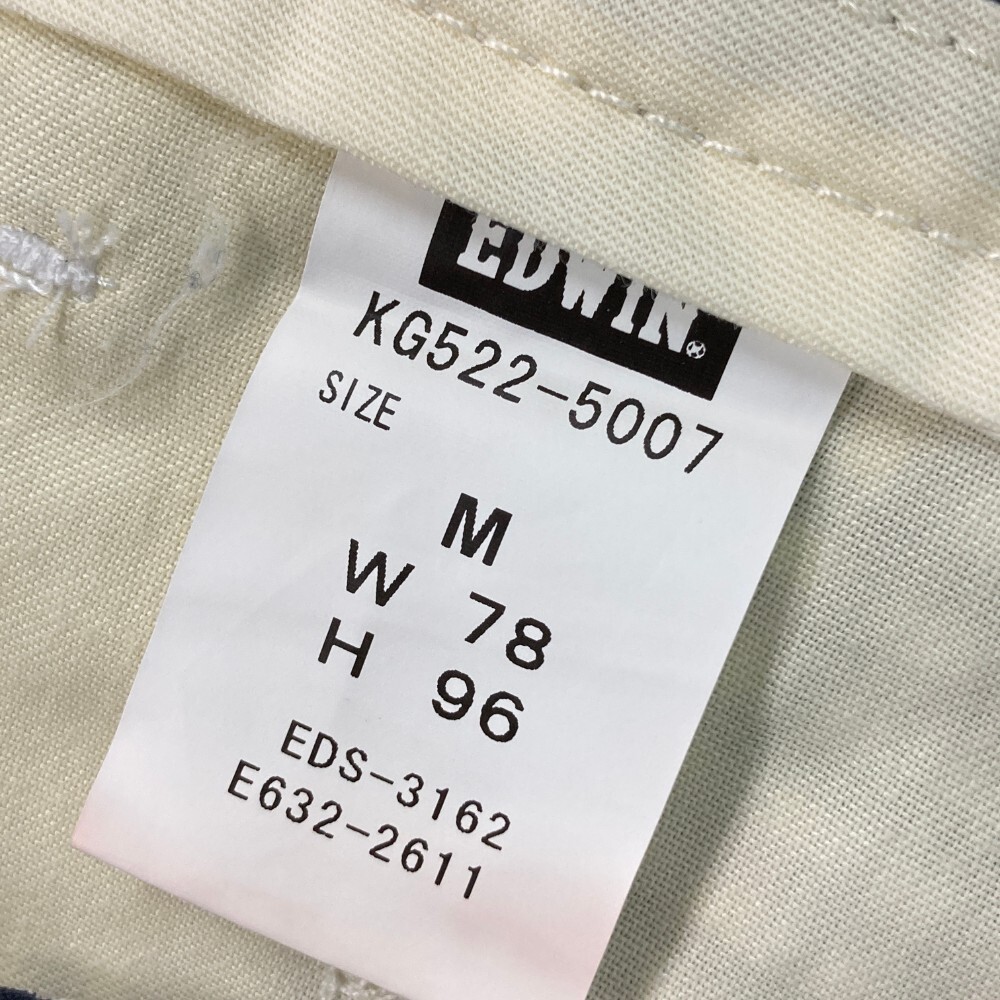 EDWIN®
KG522-5007
SIZE
M
W 78
H 96
EDS-3162
E632-2611